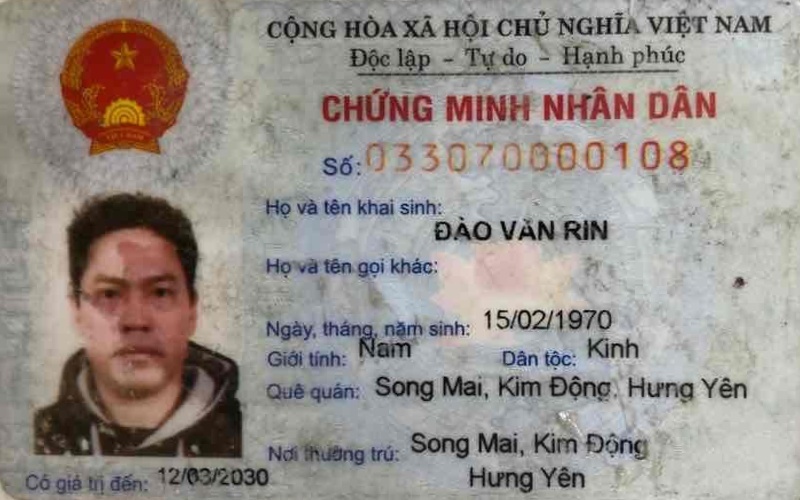 CỘNG HÒA XÃ HỘI CHỦ NGHĨA VIỆT NAM
Độc lập - Tự do - Hạnh phúc
CHỨNG MINH NHÂN DÂN
Số: 033070000108
Họ và tên khai sinh:
ĐÀO VĂN RIN
Họ và tên gọi khác:
Ngày, tháng, năm sinh: 15/02/1970
Giới tính: Nam Dân tộc: Kinh
Quê quán: Song Mai, Kim Động, Hưng Yên
Nơi thường trú: Song Mai, Kim Động
Hưng Yên
Có giá trị đến: 12/03/2030